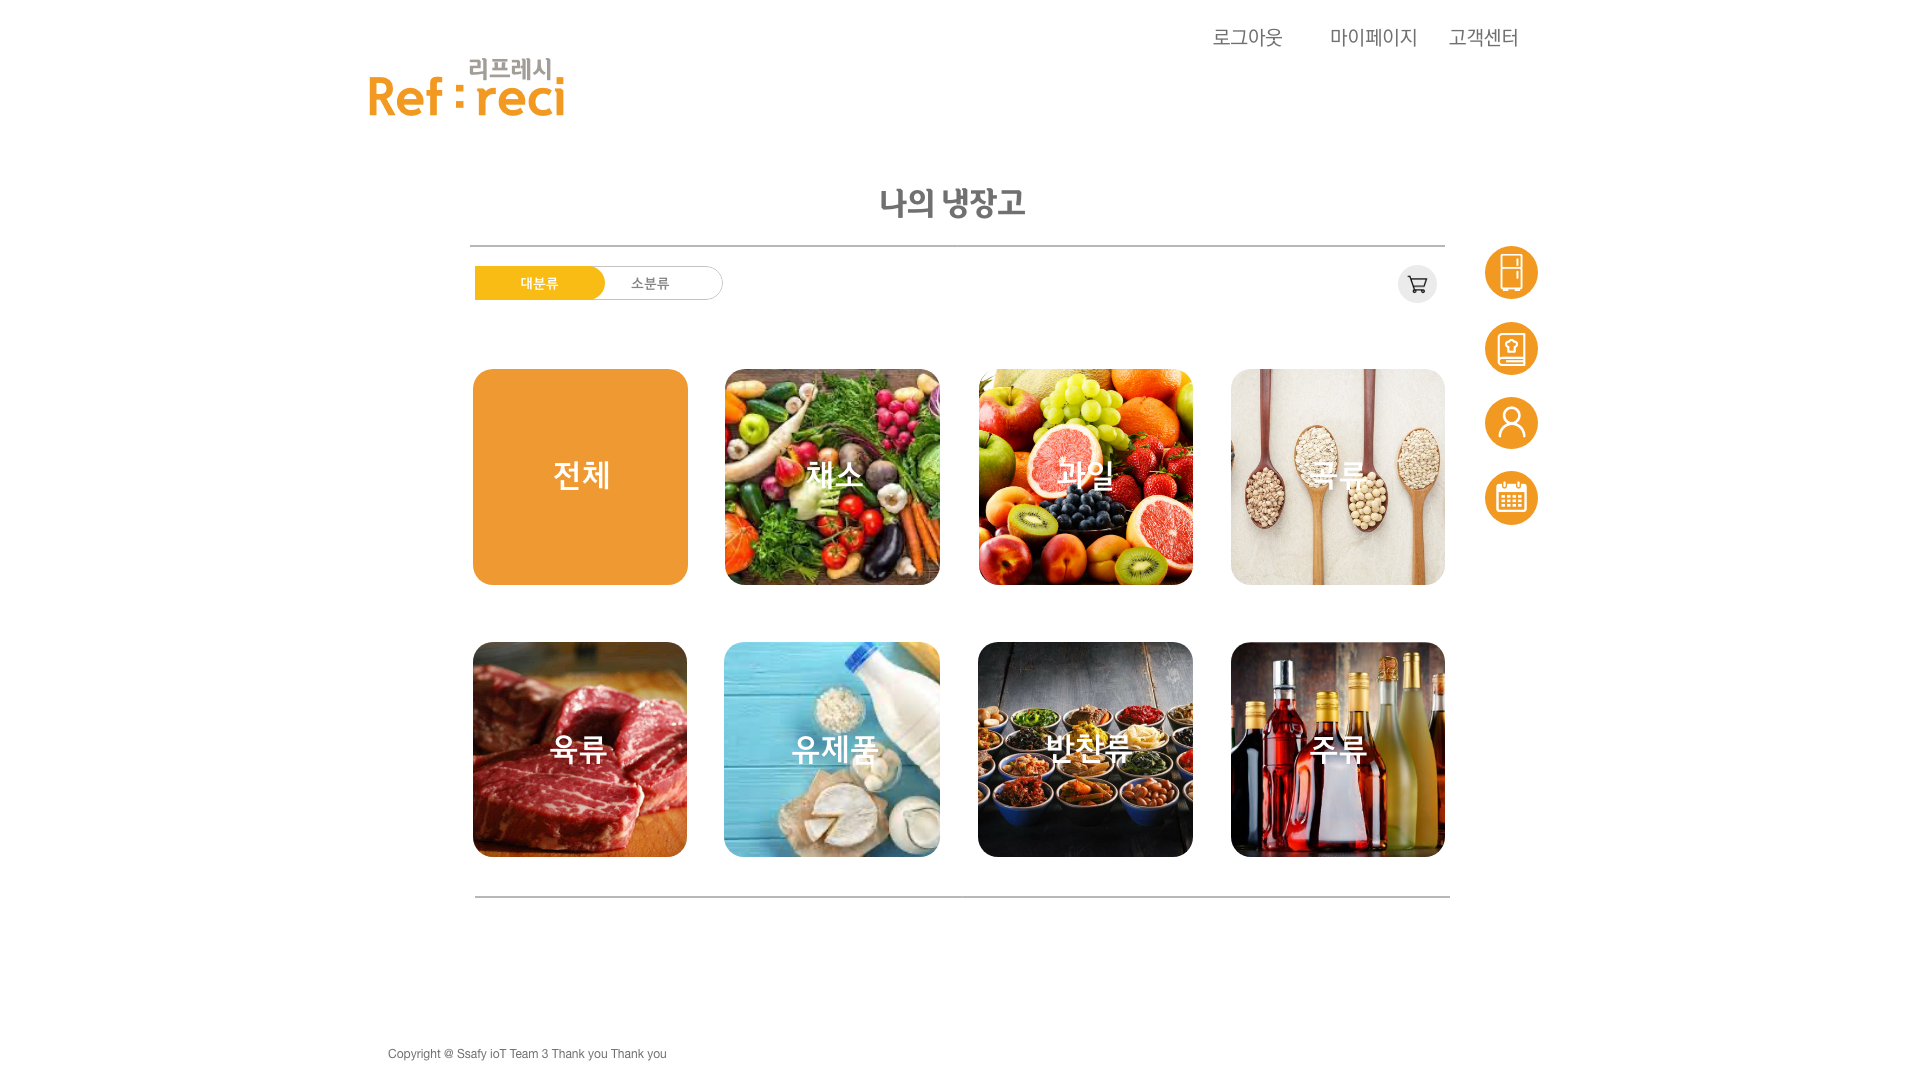 로그아웃 마이페이지 고객센터
리프레시
Ref : reci
나의 냉장고
대분류 소분류
전체 채소 과일 곡류
육류 유제품 반찬류 주류
Copyright @ Ssafy ioT Team 3 Thank you Thank you